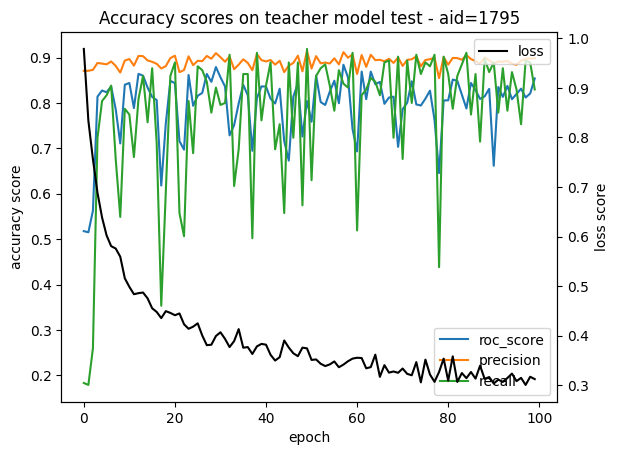 Accuracy scores on teacher model test - aid=1795
loss
accuracy score
0.9
0.8
0.7
0.6
0.5
0.4
0.3
0.2
1.0
0.9
0.8
0.7
0.6
0.5
0.4
0.3
loss score
roc_score
precision
recall
0
20
40
60
80
100
epoch